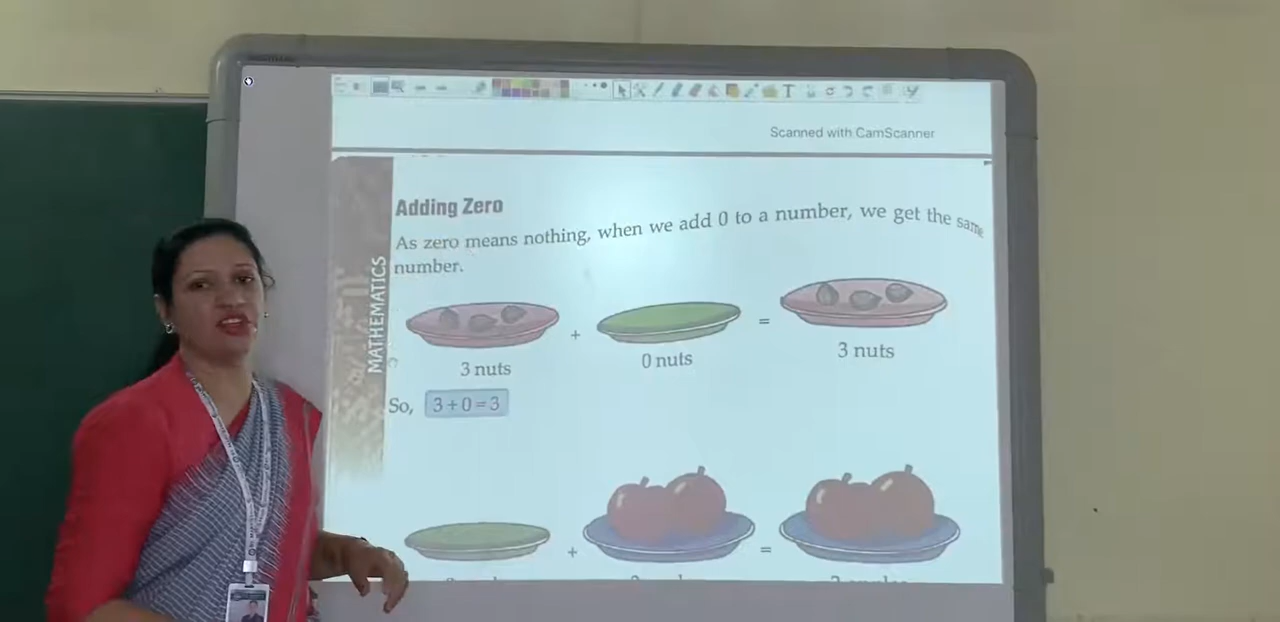 Scanned with CamScanner
Adding Zero
As zero means nothing, when we add 0 to a number, we get the same
number.
MATHEMATICS
+ =
3 nuts 0 nuts 3 nuts
So, 3+0=3
+ =